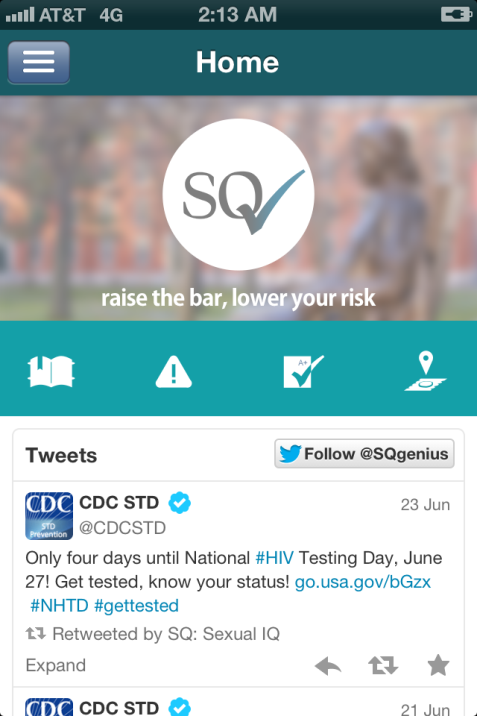 AT&T 4G 2:13 AM
Home
SQ
raise the bar, lower your risk
A+
Tweets
Follow @SQgenius
CDC STD 23 Jun
@CDCSTD
CDC
STD
Prevention
Only four days until National #HIV Testing Day, June
27! Get tested, know your status! go.usa.gov/bGzx
#NHTD #gettested
Retweeted by SQ: Sexual IQ
Expand
CDC STD 21 Jun
CDC